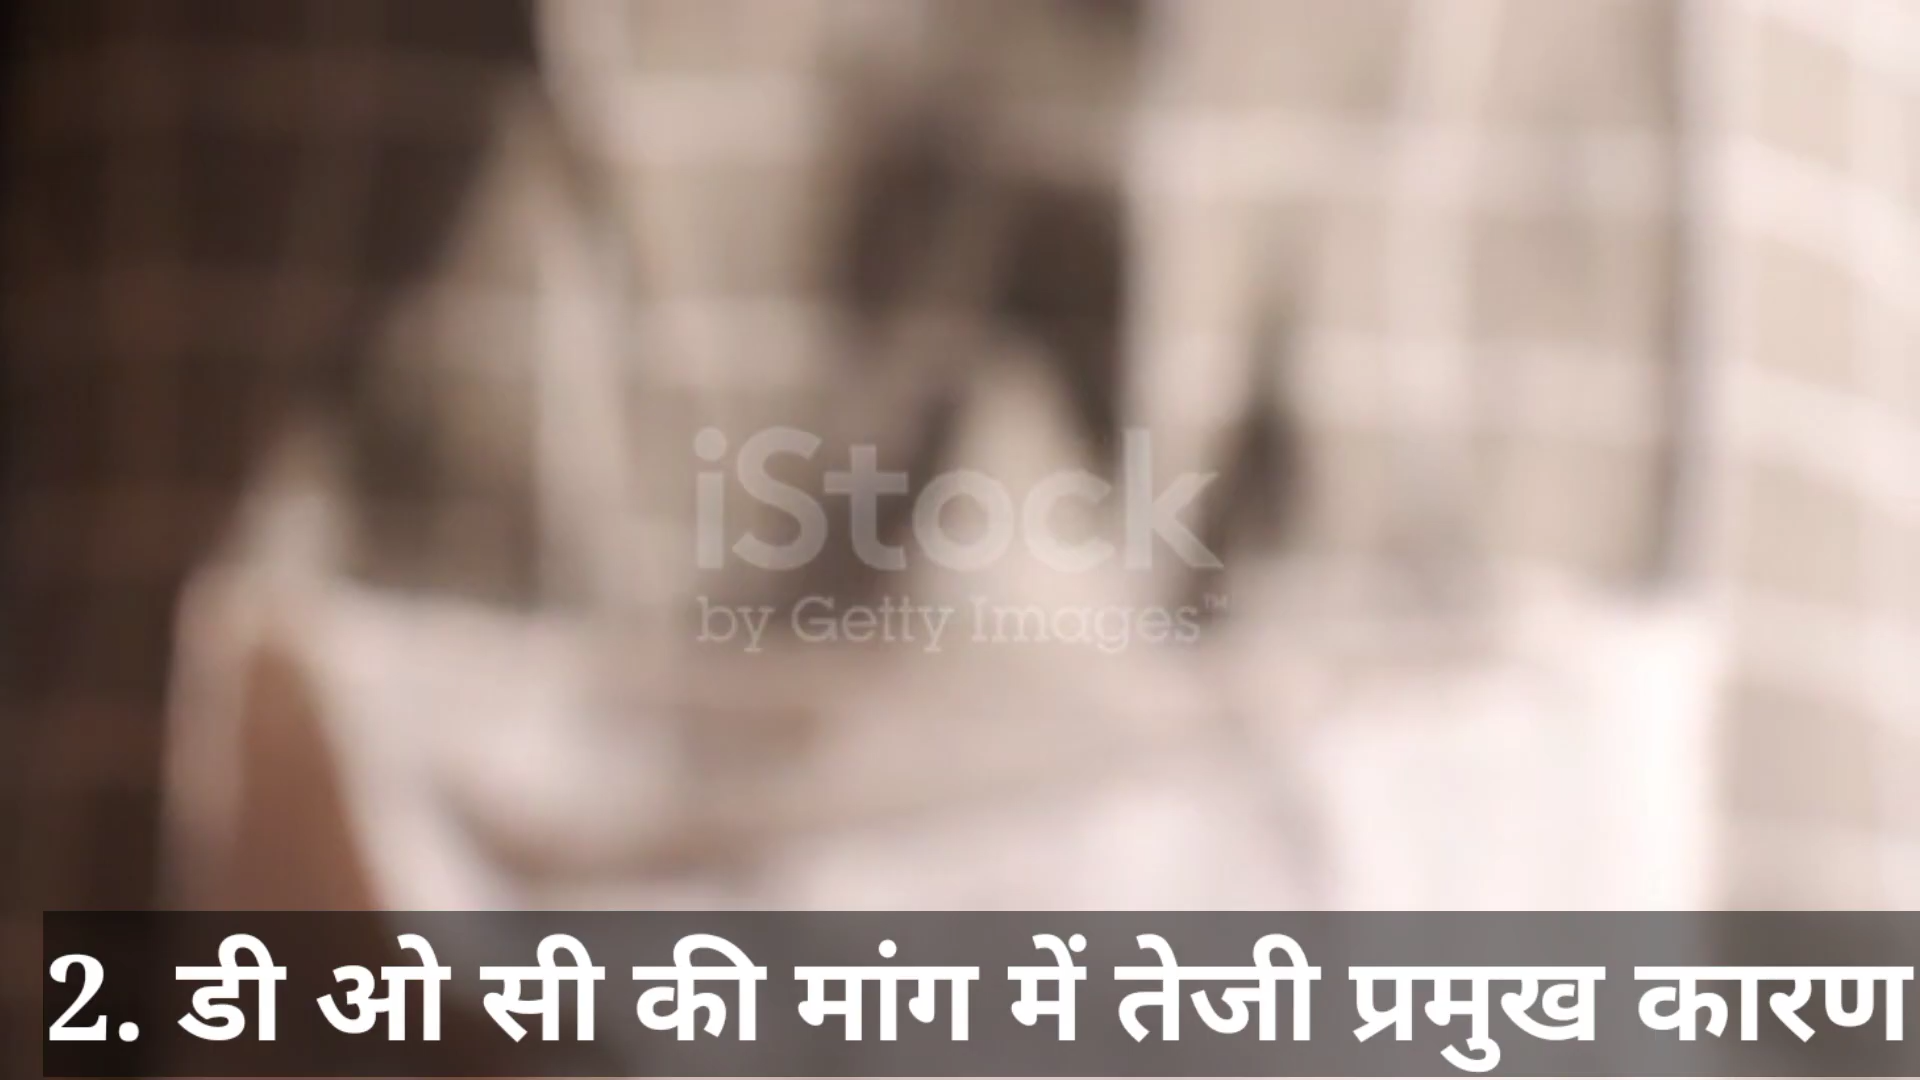 iStock
by Getty Images™
2. डी ओ सी की मांग में तेजी प्रमुख कारण